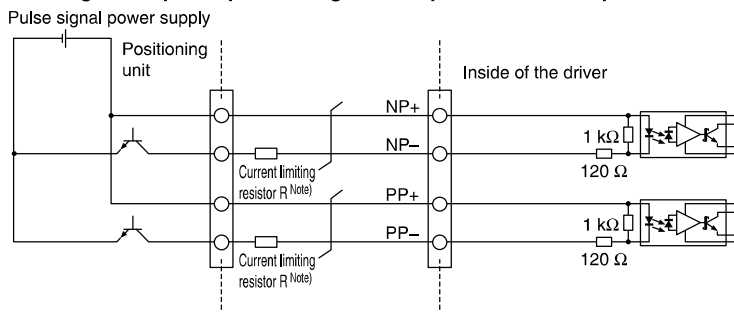 Pulse signal power supply
Positioning
unit
Inside of the driver
NP+
NP–
1 kΩ
120 Ω
Current limiting
resistor R Note)
PP+
PP–
1 kΩ
120 Ω
Current limiting
resistor R Note)